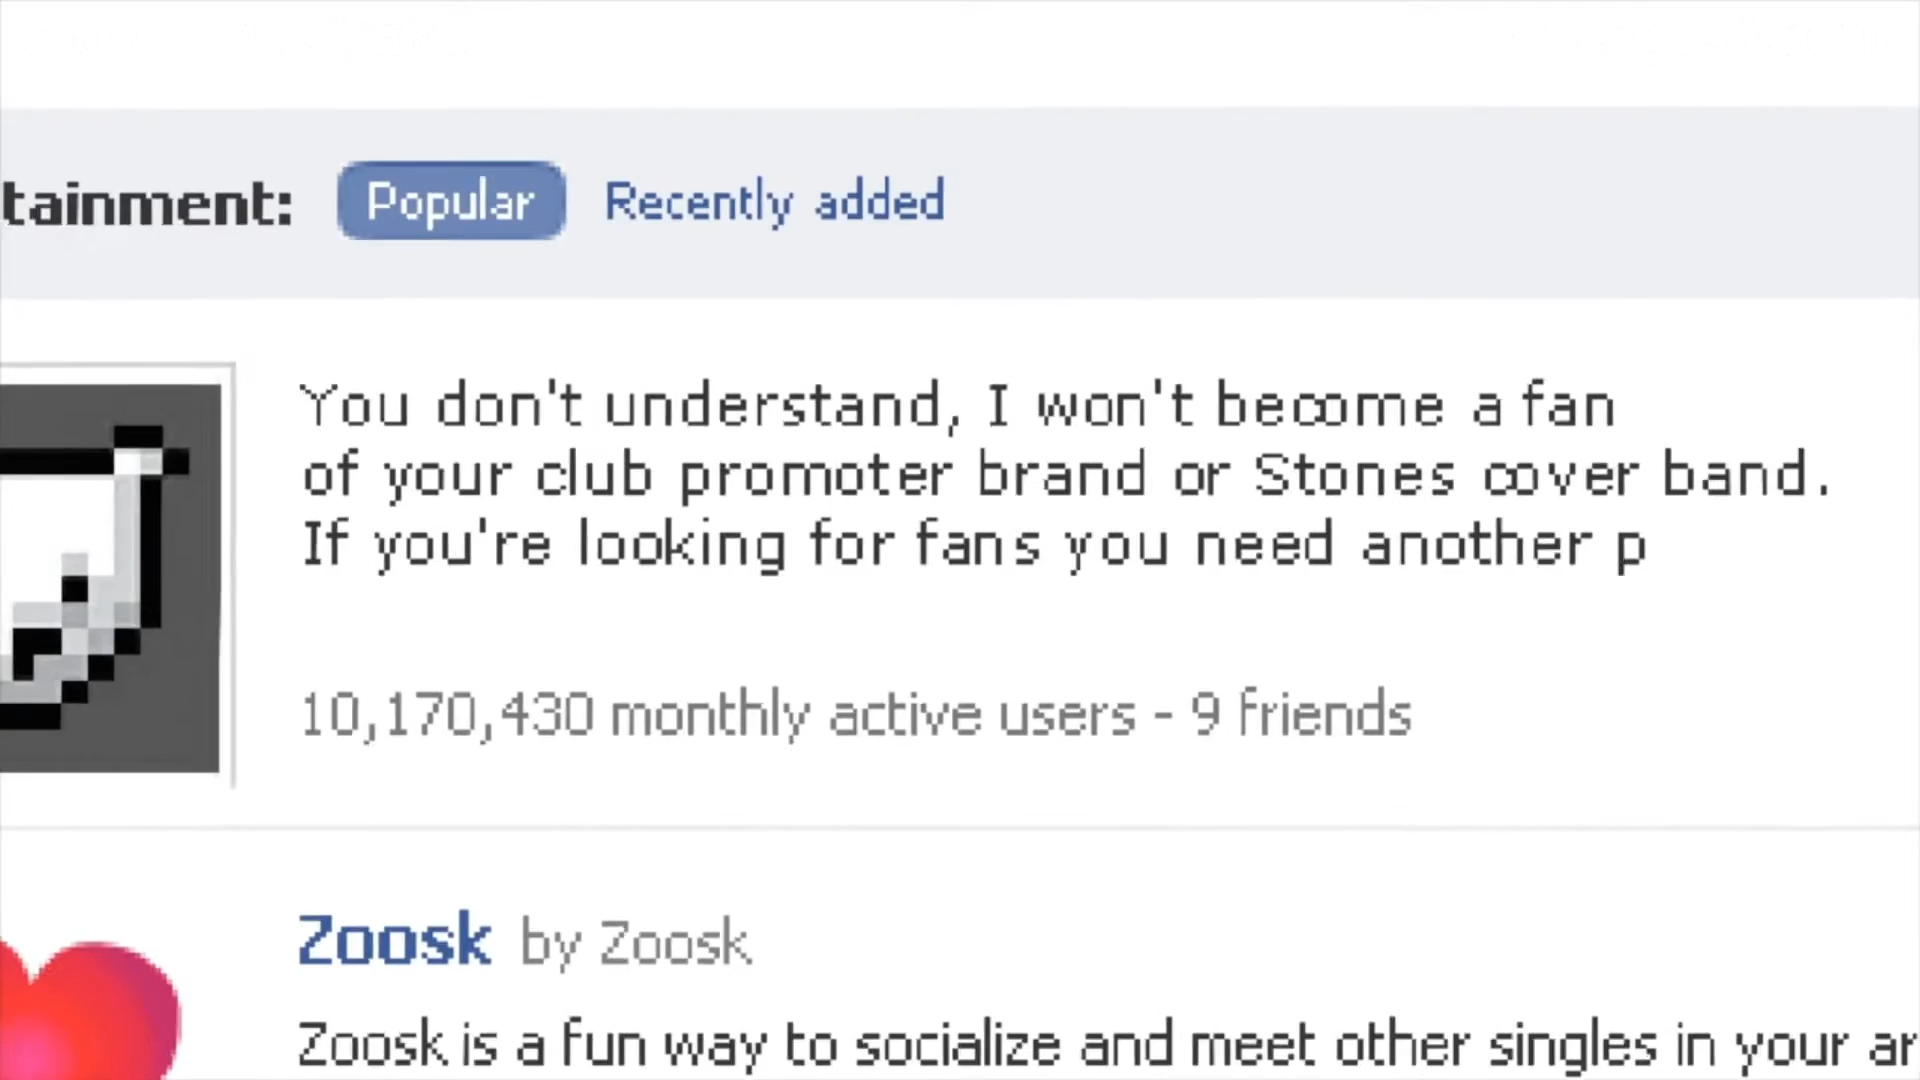 tainment: Popular Recently added
You don't understand, I won't become a fan
of your club promoter brand or Stones cover band.
If you're looking for fans you need another p
10,170,430 monthly active users - 9 friends
Zoosk by Zoosk
Zoosk is a fun way to socialize and meet other singles in your ar